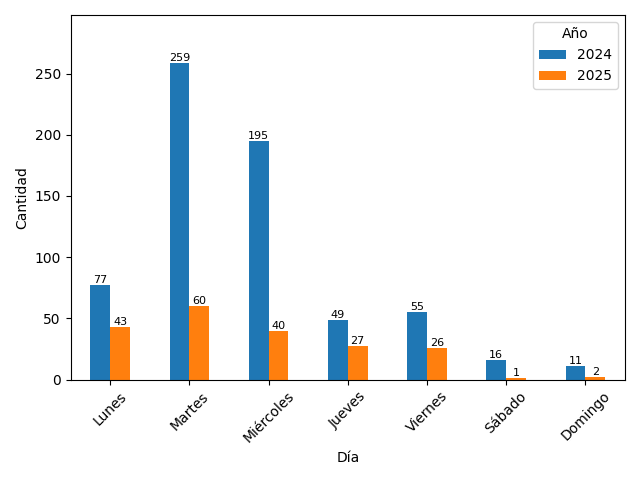 Año
2024
2025
250
200
150
100
50
0
Cantidad
77
43
259
60
195
40
49
27
55
26
16
1
11
2
Lunes
Martes
Miércoles
Jueves
Viernes
Sábado
Domingo
Día